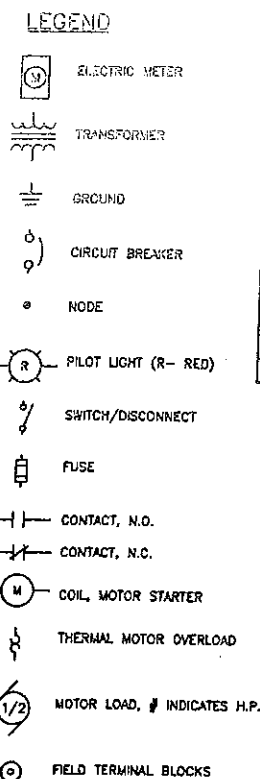 LEGEND
M ELECTRIC METER
TRANSFORMER
GROUND
CIRCUIT BREAKER
NODE
R PILOT LIGHT (R- RED)
SWITCH/DISCONNECT
FUSE
CONTACT, N.O.
CONTACT, N.C.
M COIL, MOTOR STARTER
THERMAL MOTOR OVERLOAD
1/2 MOTOR LOAD, # INDICATES H.P.
FIELD TERMINAL BLOCKS